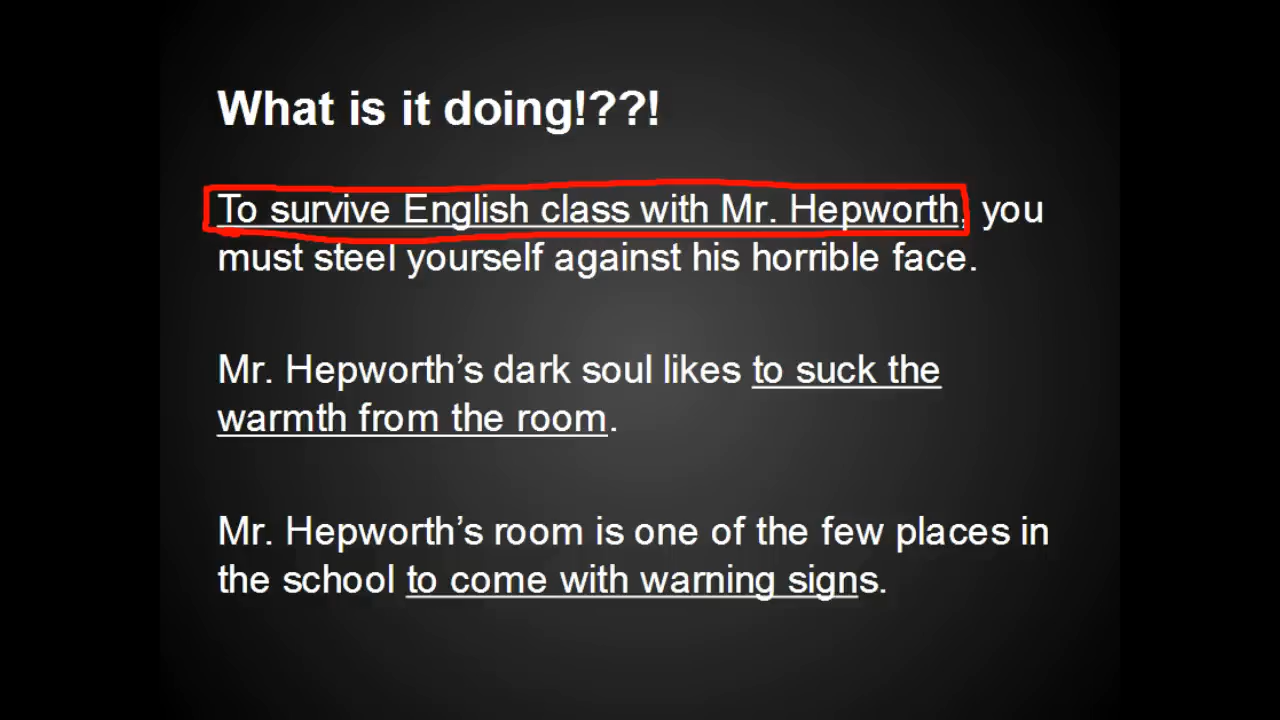 What is it doing!??!
To survive English class with Mr. Hepworth, you
must steel yourself against his horrible face.
Mr. Hepworth’s dark soul likes to suck the
warmth from the room.
Mr. Hepworth’s room is one of the few places in
the school to come with warning signs.